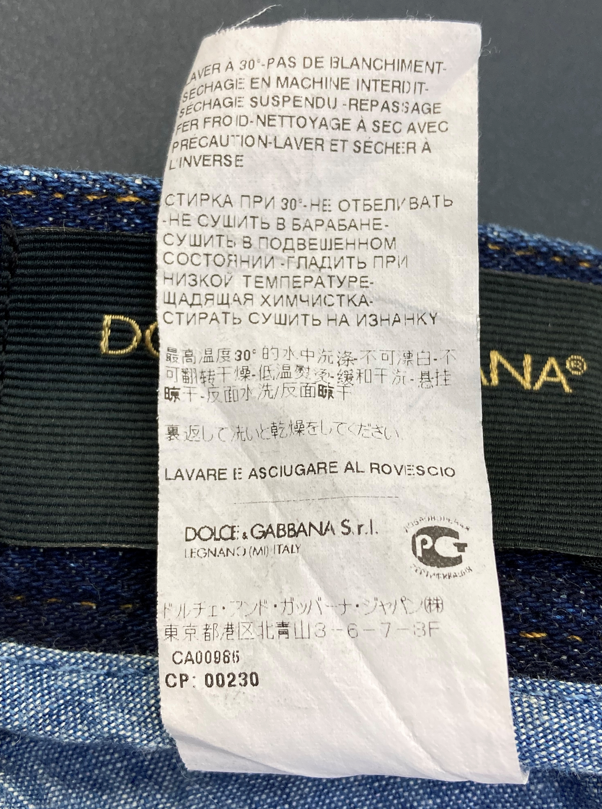 LAVER À 30°-PAS DE BLANCHIMENT-
SECHAGE EN MACHINE INTERDIT-
SECHAGE SUSPENDU -REPASSAGE
FER FROID-NETTOYAGE À SEC AVEC
PRECAUTION-LAVER ET SÈCHER À
L'INVERSE
СТИРКА ПРИ 30°-НЕ ОТБЕЛИВАТЬ
-НЕ СУШИТЬ В БАРАБАНЕ-
СУШИТЬ В ПОДВЕШЕННОМ
СОСТОЯНИИ -ГЛАДИТЬ ПРИ
НИЗКОЙ ТЕМПЕРАТУРЕ-
ЩАДЯЩАЯ ХИМЧИСТКА-
СТИРАТЬ СУШИТЬ НА ИЗНАНКУ
最高温度30°的水中洗涤-不可漂白-不
可翻转干燥-低温熨烫-缓和干洗-悬挂
晾干-反面水洗/反面晾干
裏返して洗いと乾燥をしてください.
LAVARE E ASCIUGARE AL ROVESCIO
DOLCE & GABBANA S.r.l.
LEGNANO (MI) ITALY
РСТ
ドルチェ・アンド・ガッバーナ・ジャパン(株)
東京都港区北青山3-6-7-8F
CA00986
CP: 00230
DO
ANA®